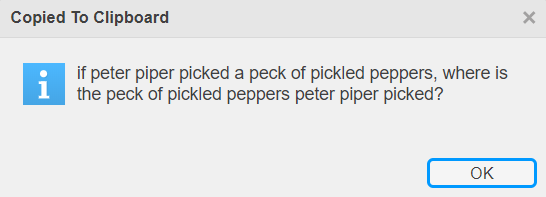 Copied To Clipboard
if peter piper picked a peck of pickled peppers, where is
the peck of pickled peppers peter piper picked?
OK